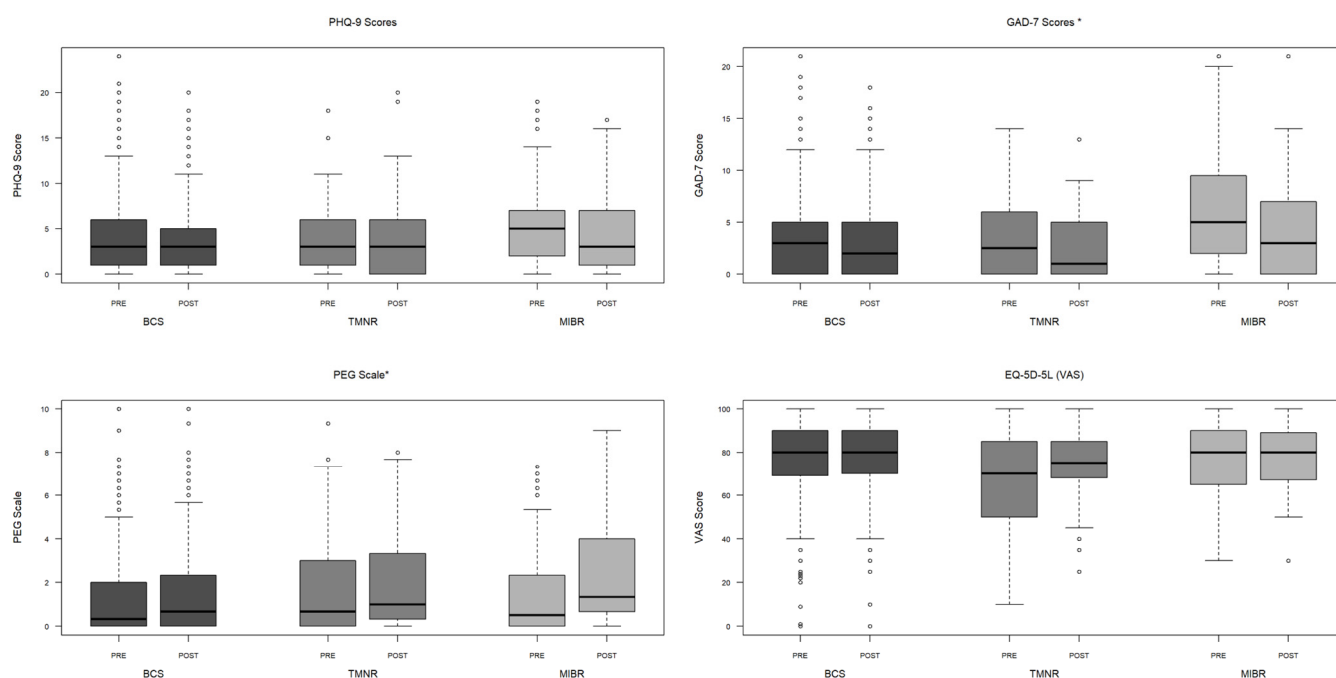 PHQ-9 Scores
PHQ-9 Score
20
15
10
5
0
PRE
POST
PRE
POST
PRE
POST
BCS
TMNR
MIBR
GAD-7 Scores *
GAD-7 Score
20
15
10
5
0
PRE
POST
PRE
POST
PRE
POST
BCS
TMNR
MIBR
PEG Scale*
PEG Scale
10
8
6
4
2
0
PRE
POST
PRE
POST
PRE
POST
BCS
TMNR
MIBR
EQ-5D-5L (VAS)
VAS Score
100
80
60
40
20
0
PRE
POST
PRE
POST
PRE
POST
BCS
TMNR
MIBR